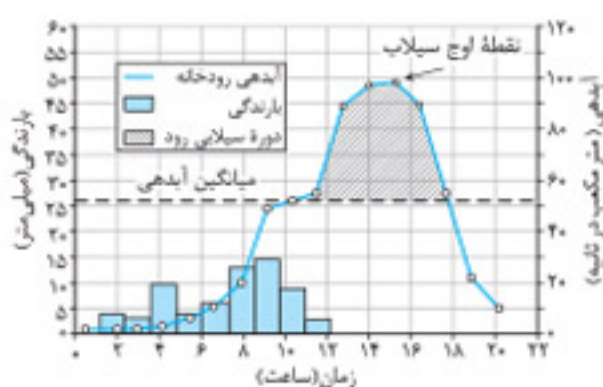 نقطهٔ اوج سیلاب
آبدهی رودخانه
بارندگی
دورهٔ سیلابی رود
میانگین آبدهی
بارندگی(میلی‌متر)
۶۰
۵۵
۵۰
۴۵
۴۰
۳۵
۳۰
۲۵
۲۰
۱۵
۱۰
۵
۰
آبدهی (متر مکعب در ثانیه)
۱۲۰
۱۰۰
۸۰
۶۰
۴۰
۲۰
۰
۰ ۲ ۴ ۶ ۸ ۱۰ ۱۲ ۱۴ ۱۶ ۱۸ ۲۰ ۲۲
زمان(ساعت)